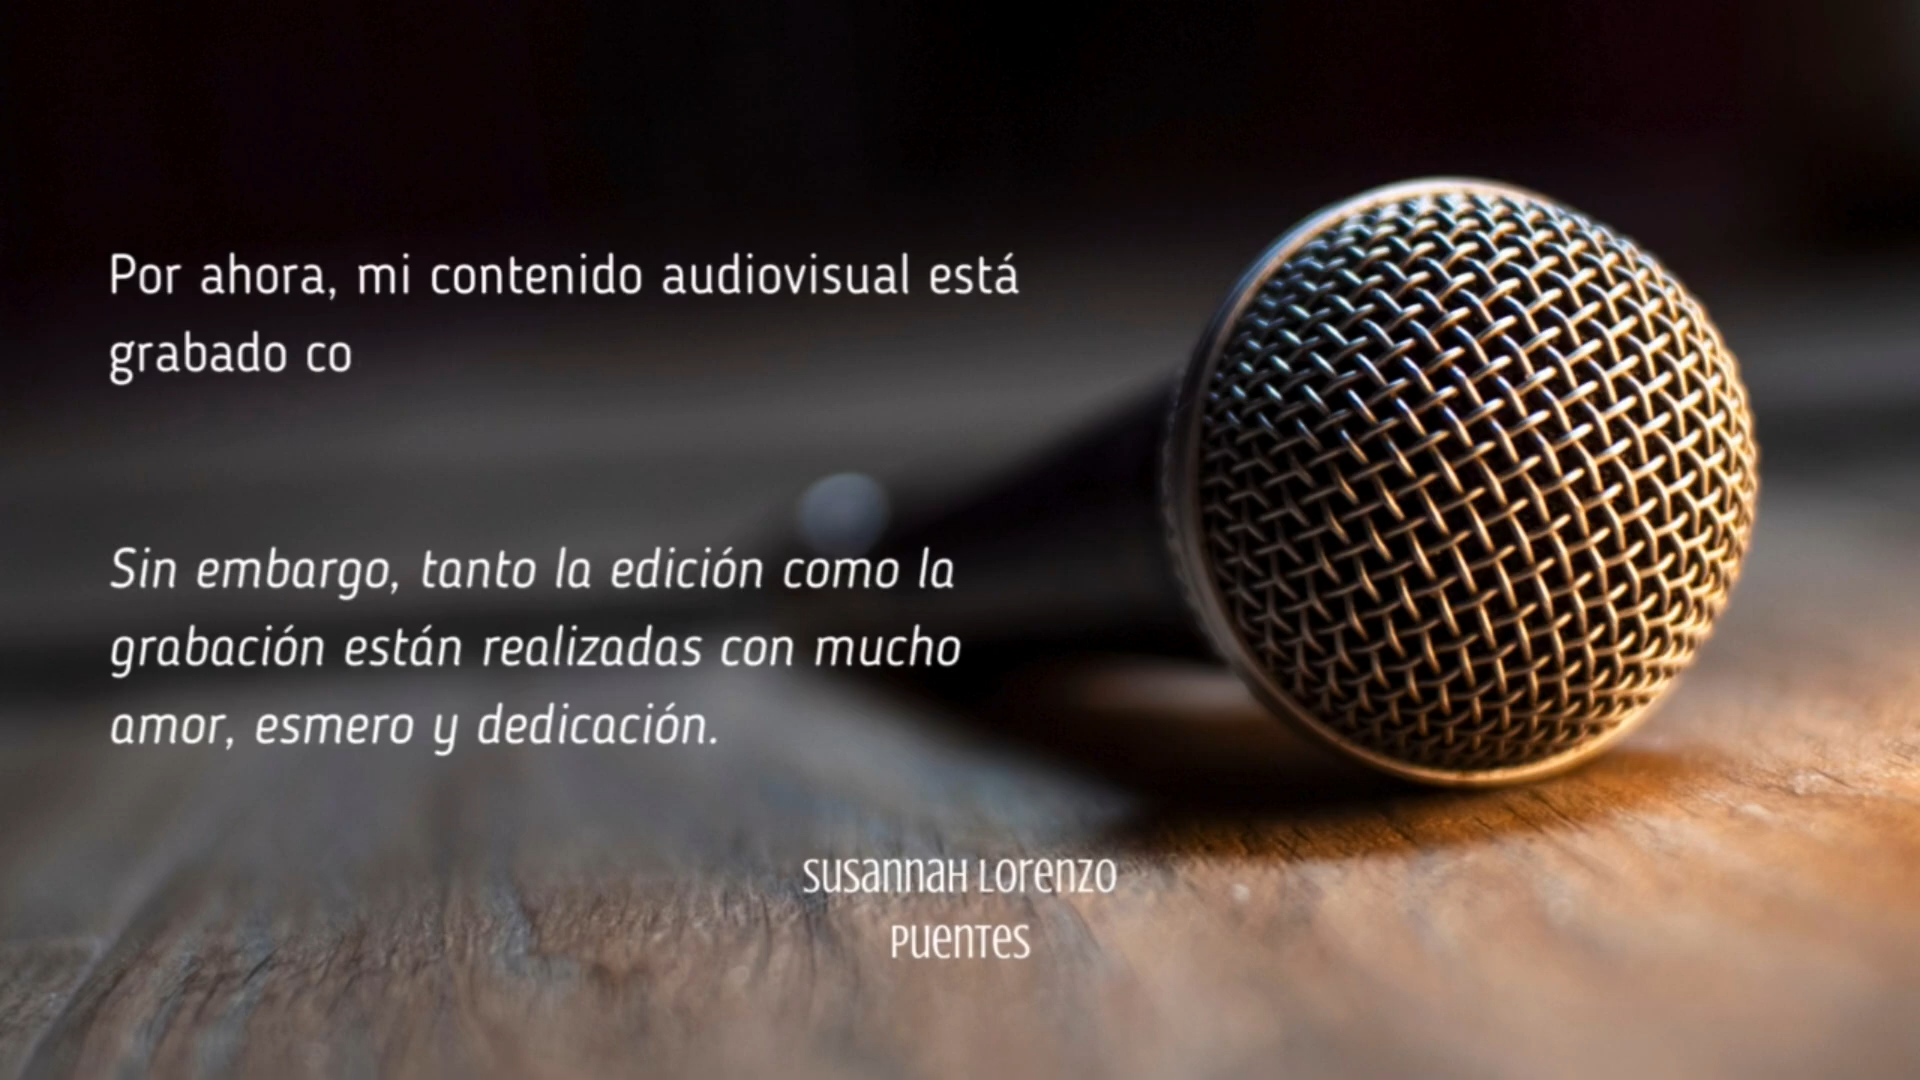 Por ahora, mi contenido audiovisual está
grabado co
Sin embargo, tanto la edición como la
grabación están realizadas con mucho
amor, esmero y dedicación.
Susannah Lorenzo
Puentes